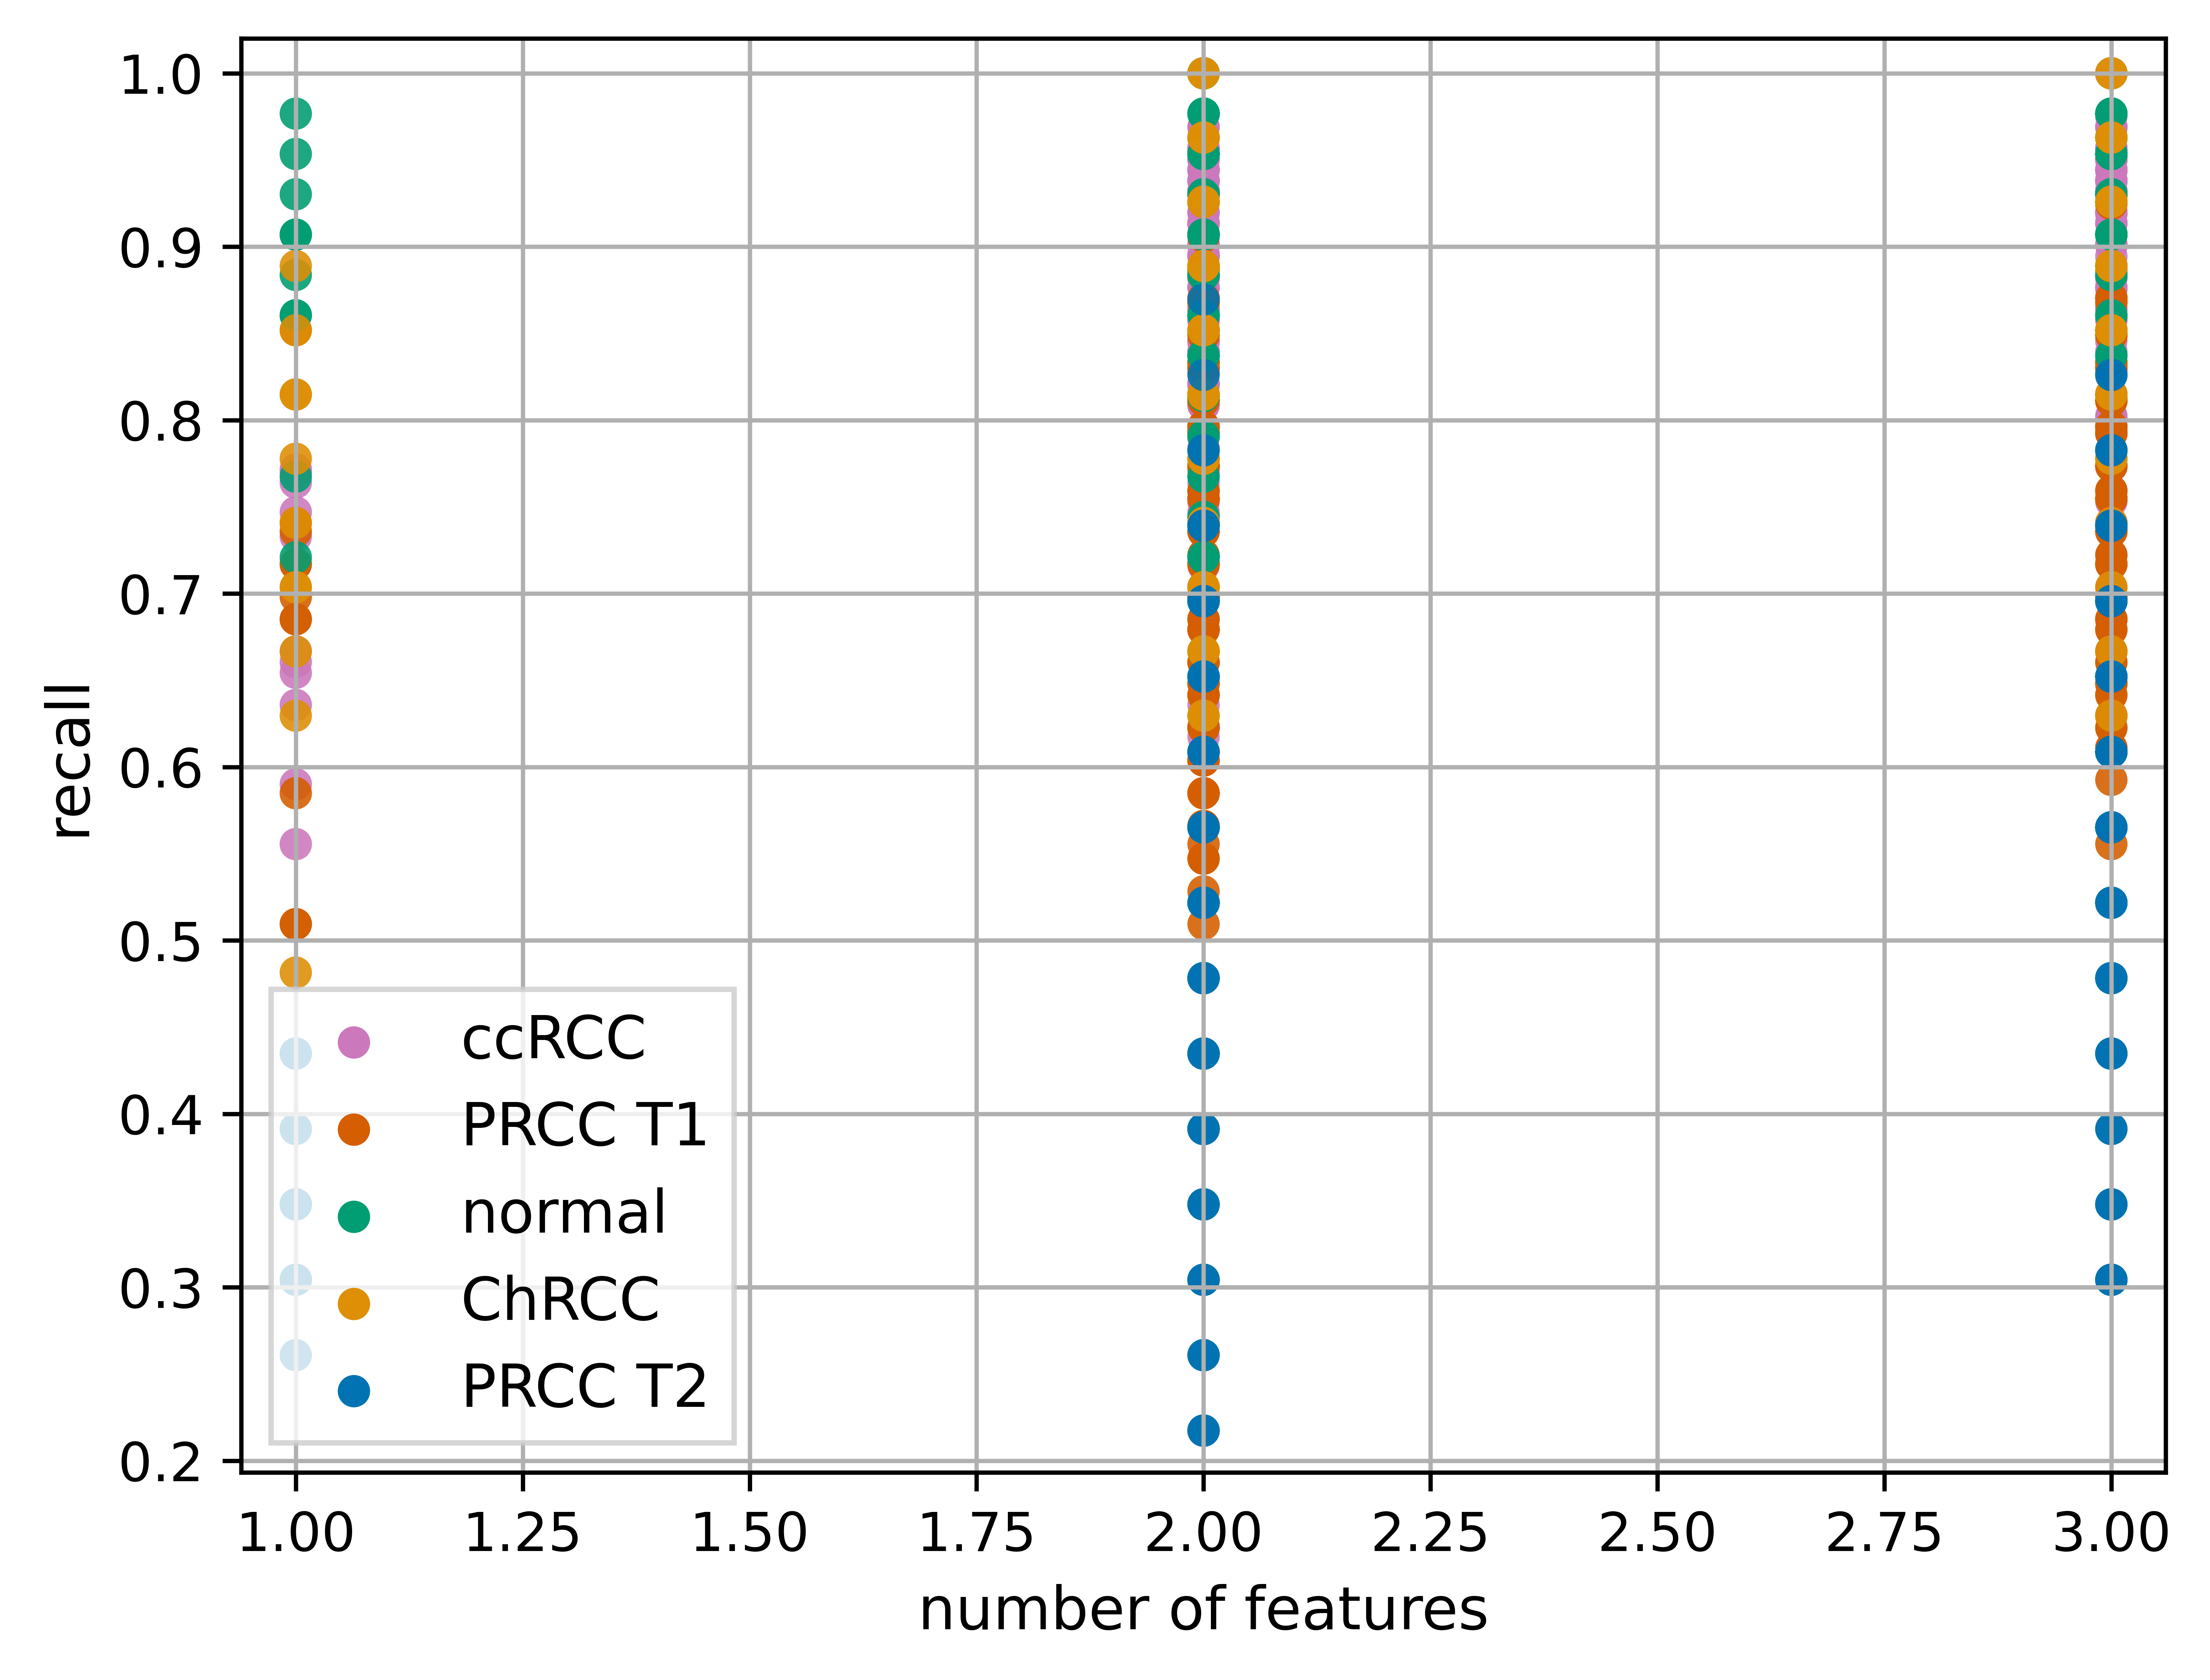 1.0
0.9
0.8
0.7
0.6
0.5
0.4
0.3
0.2
recall
ccRCC
PRCC T1
normal
ChRCC
PRCC T2
1.00 1.25 1.50 1.75 2.00 2.25 2.50 2.75 3.00
number of features